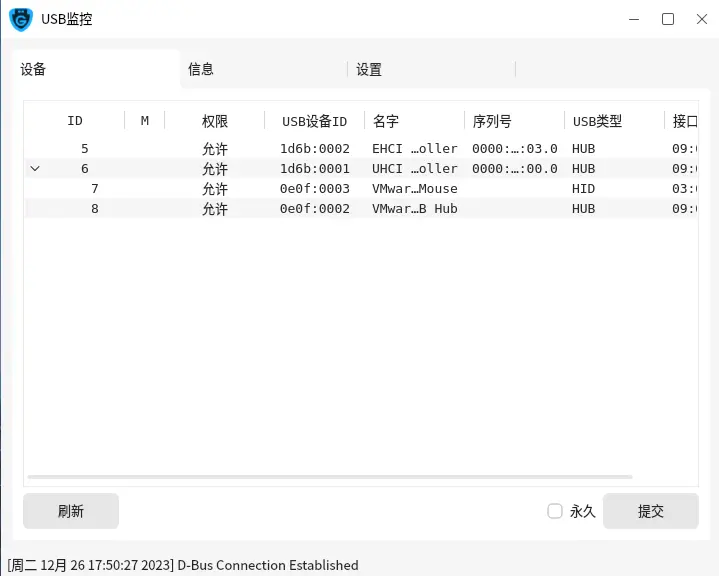 USB监控
设备 信息 设置
ID M 权限 USB设备ID 名字 序列号 USB类型 接口
5 允许 1d6b:0002 EHCI …oller 0000:…:03.0 HUB 09:
6 允许 1d6b:0001 UHCI …oller 0000:…:00.0 HUB 09:
7 允许 0e0f:0003 VMwar…Mouse HID 03:
8 允许 0e0f:0002 VMwar…B Hub HUB 09:
刷新 永久 提交
[周二 12月 26 17:50:27 2023] D-Bus Connection Established